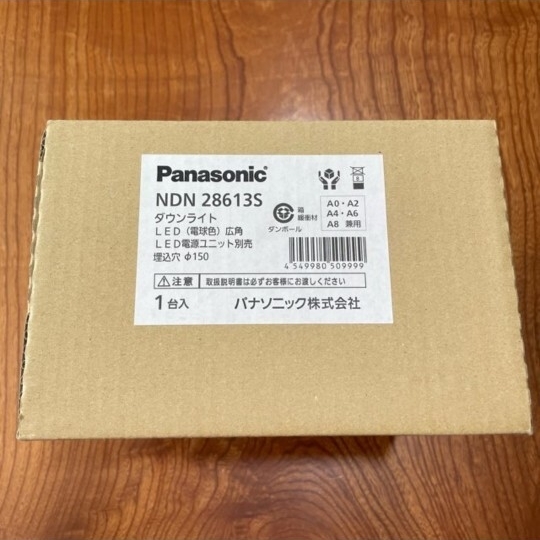 Panasonic
NDN 28613S
ダウンライト
LED(電球色)広角
LED電源ユニット別売
埋込穴 φ150
箱
緩衝材
ダンボール
A0・A2
A4・A6
A8 兼用
4 549980 509999
注意 取扱説明書は必ずお客様にお渡しください
1台入 パナソニック株式会社